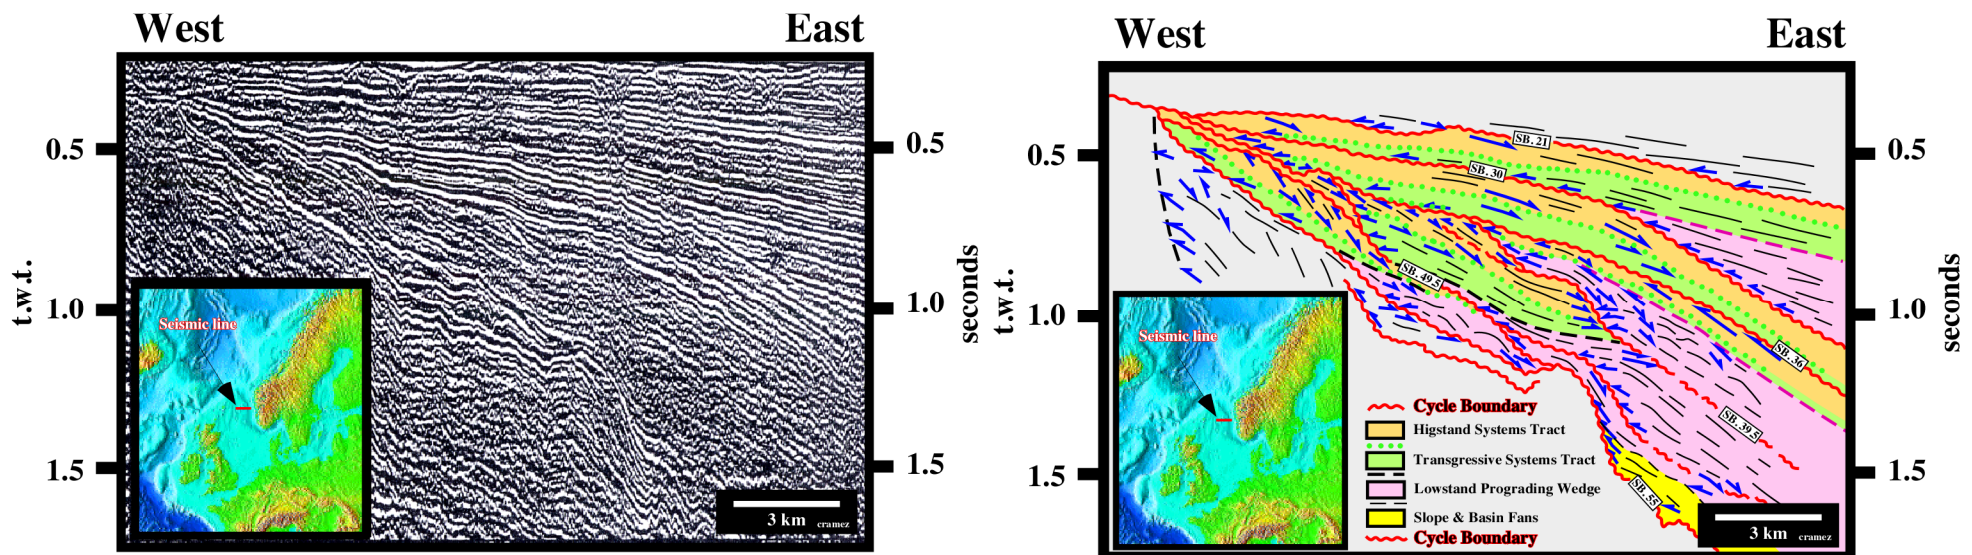 West East
0.5 0.5
t.w.t. seconds
1.0 1.0
Seismic line
1.5 1.5
3 km cramez
West East
SB. 21
0.5 0.5
SB. 30
t.w.t. seconds
SB. 49.5
1.0 1.0
Seismic line
SB. 36
Cycle Boundary
Higstand Systems Tract
SB. 39.5
Transgressive Systems Tract
1.5 1.5
Lowstand Prograding Wedge
SB. 55
Slope & Basin Fans
3 km cramez
Cycle Boundary